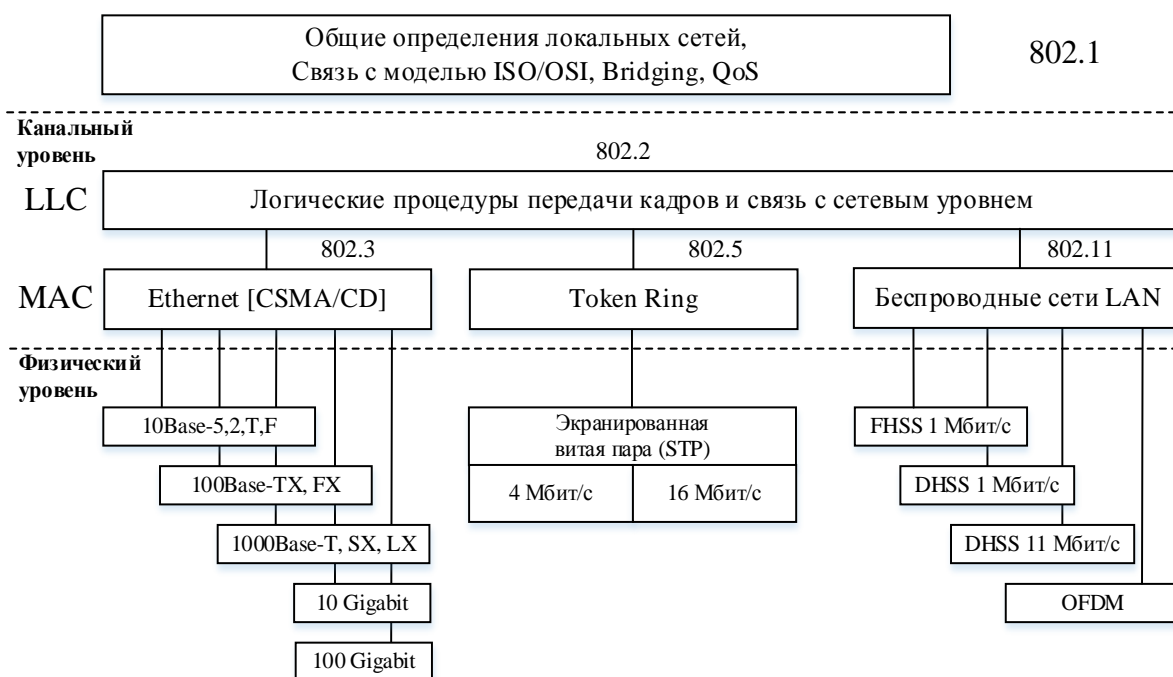 Общие определения локальных сетей,
Связь с моделью ISO/OSI, Bridging, QoS
802.1
Канальный
уровень
802.2
LLC
Логические процедуры передачи кадров и связь с сетевым уровнем
802.3
802.5
802.11
MAC
Ethernet [CSMA/CD]
Token Ring
Беспроводные сети LAN
Физический
уровень
10Base-5,2,T,F
Экранированная
витая пара (STP)
FHSS 1 Мбит/с
100Base-TX, FX
4 Мбит/с
16 Мбит/с
DHSS 1 Мбит/с
1000Base-T, SX, LX
DHSS 11 Мбит/с
10 Gigabit
OFDM
100 Gigabit